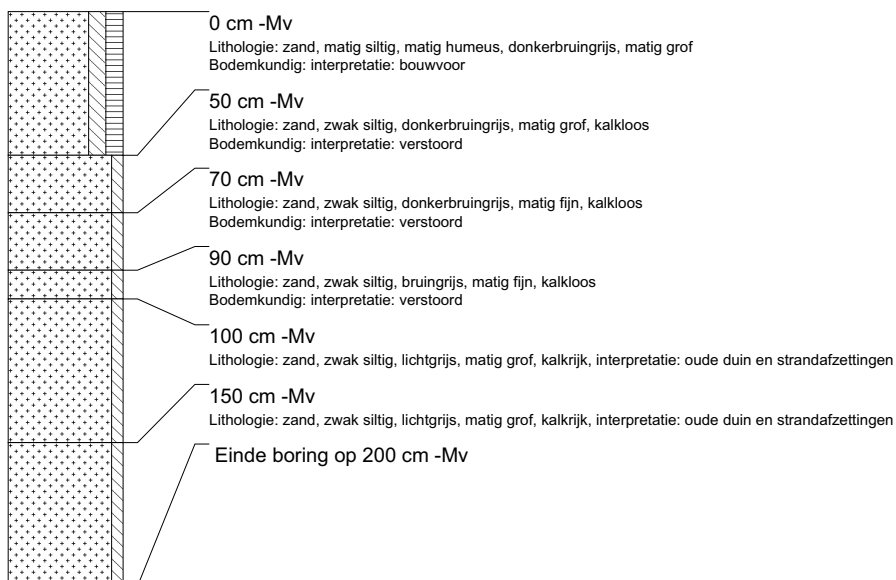 0 cm -Mv
Lithologie: zand, matig siltig, matig humeus, donkerbruingrijs, matig grof
Bodemkundig: interpretatie: bouwvoor
50 cm -Mv
Lithologie: zand, zwak siltig, donkerbruingrijs, matig grof, kalkloos
Bodemkundig: interpretatie: verstoord
70 cm -Mv
Lithologie: zand, zwak siltig, donkerbruingrijs, matig fijn, kalkloos
Bodemkundig: interpretatie: verstoord
90 cm -Mv
Lithologie: zand, zwak siltig, bruingrijs, matig fijn, kalkloos
Bodemkundig: interpretatie: verstoord
100 cm -Mv
Lithologie: zand, zwak siltig, lichtgrijs, matig grof, kalkrijk, interpretatie: oude duin en strandafzettingen
150 cm -Mv
Lithologie: zand, zwak siltig, lichtgrijs, matig grof, kalkrijk, interpretatie: oude duin en strandafzettingen
Einde boring op 200 cm -Mv